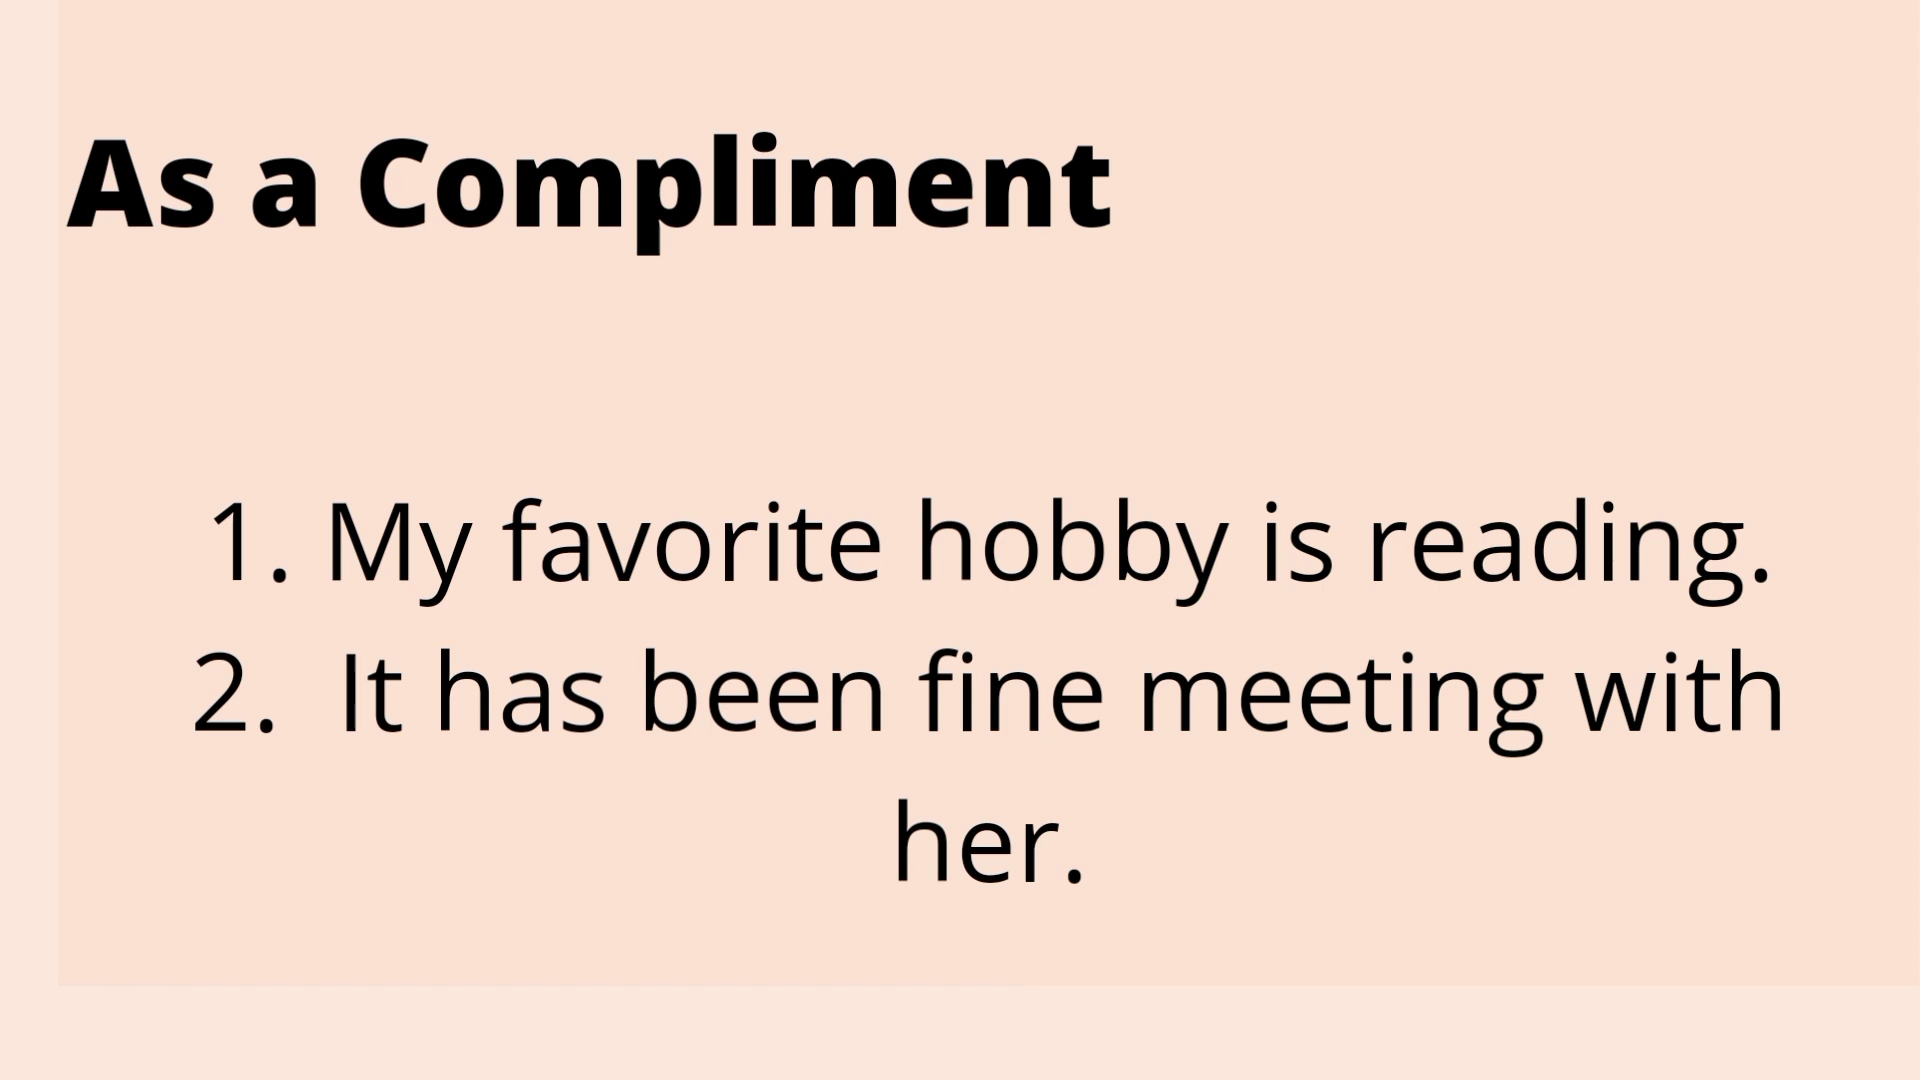 As a Compliment
1. My favorite hobby is reading.
2. It has been fine meeting with
her.